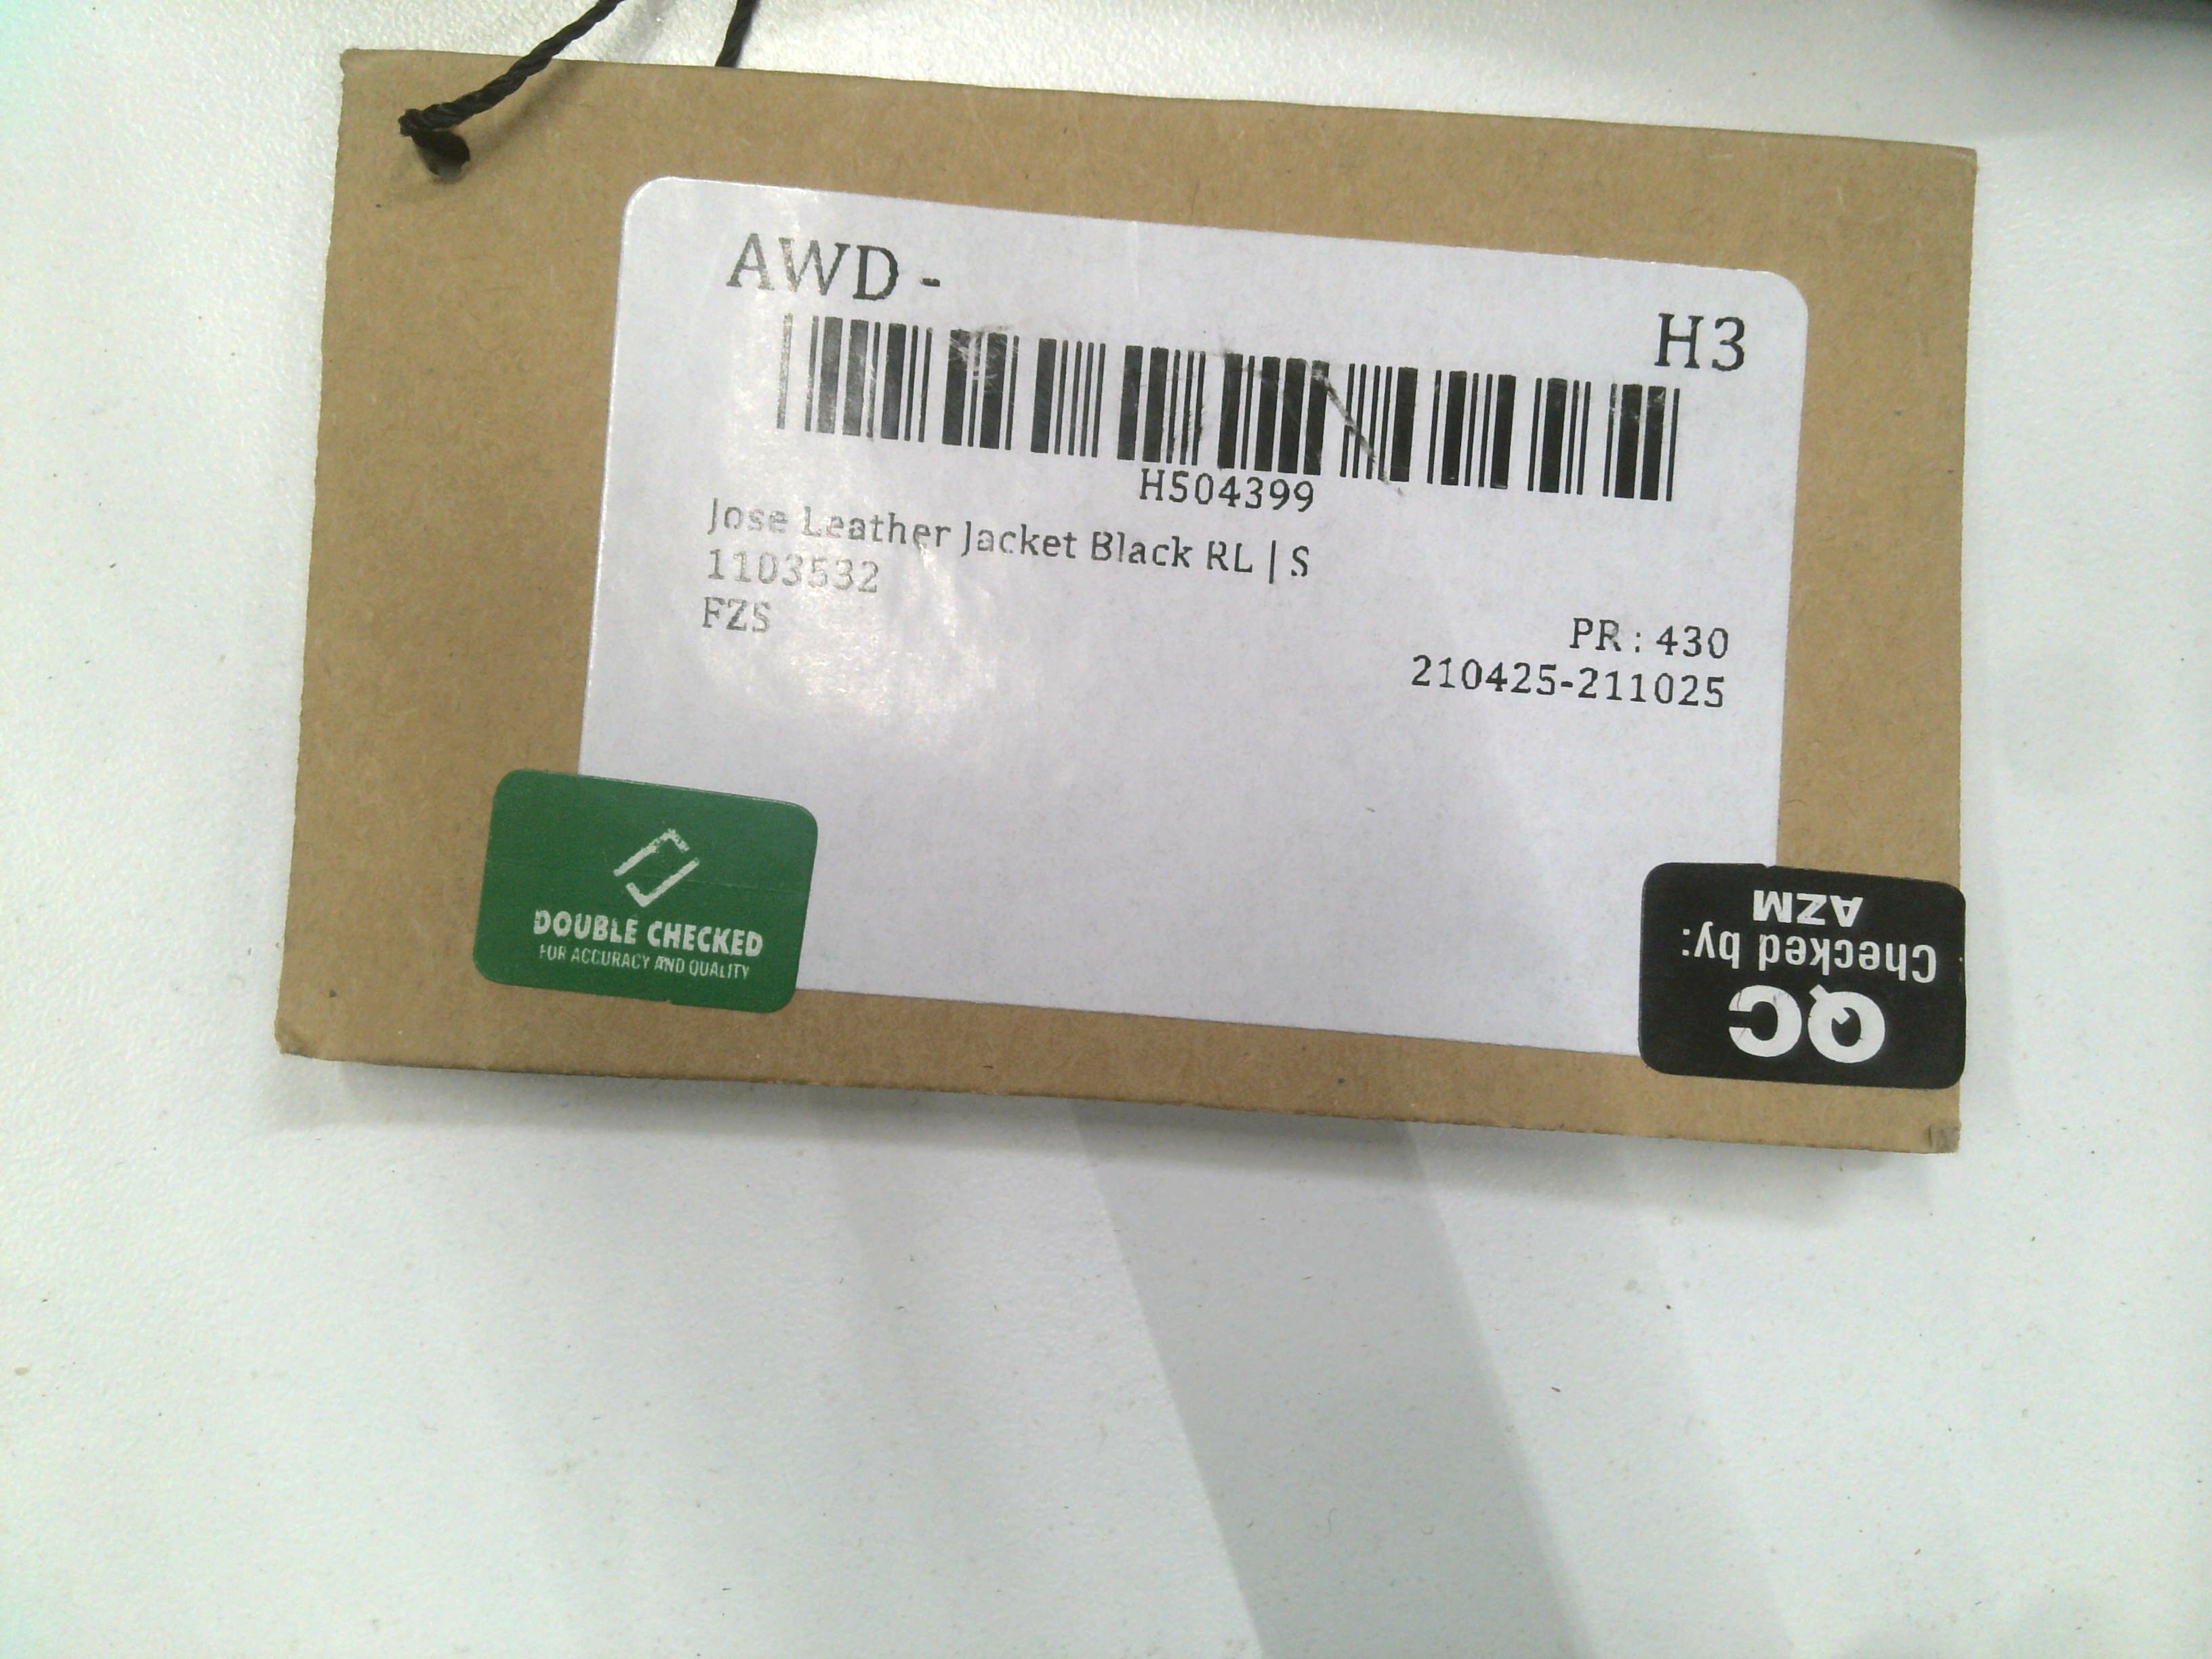 AWD -
H3
H504399
Jose Leather Jacket Black RL | S
1103532
FZS
PR : 430
210425-211025
DOUBLE CHECKED
FOR ACCURACY AND QUALITY
QC
Checked by:
AZM